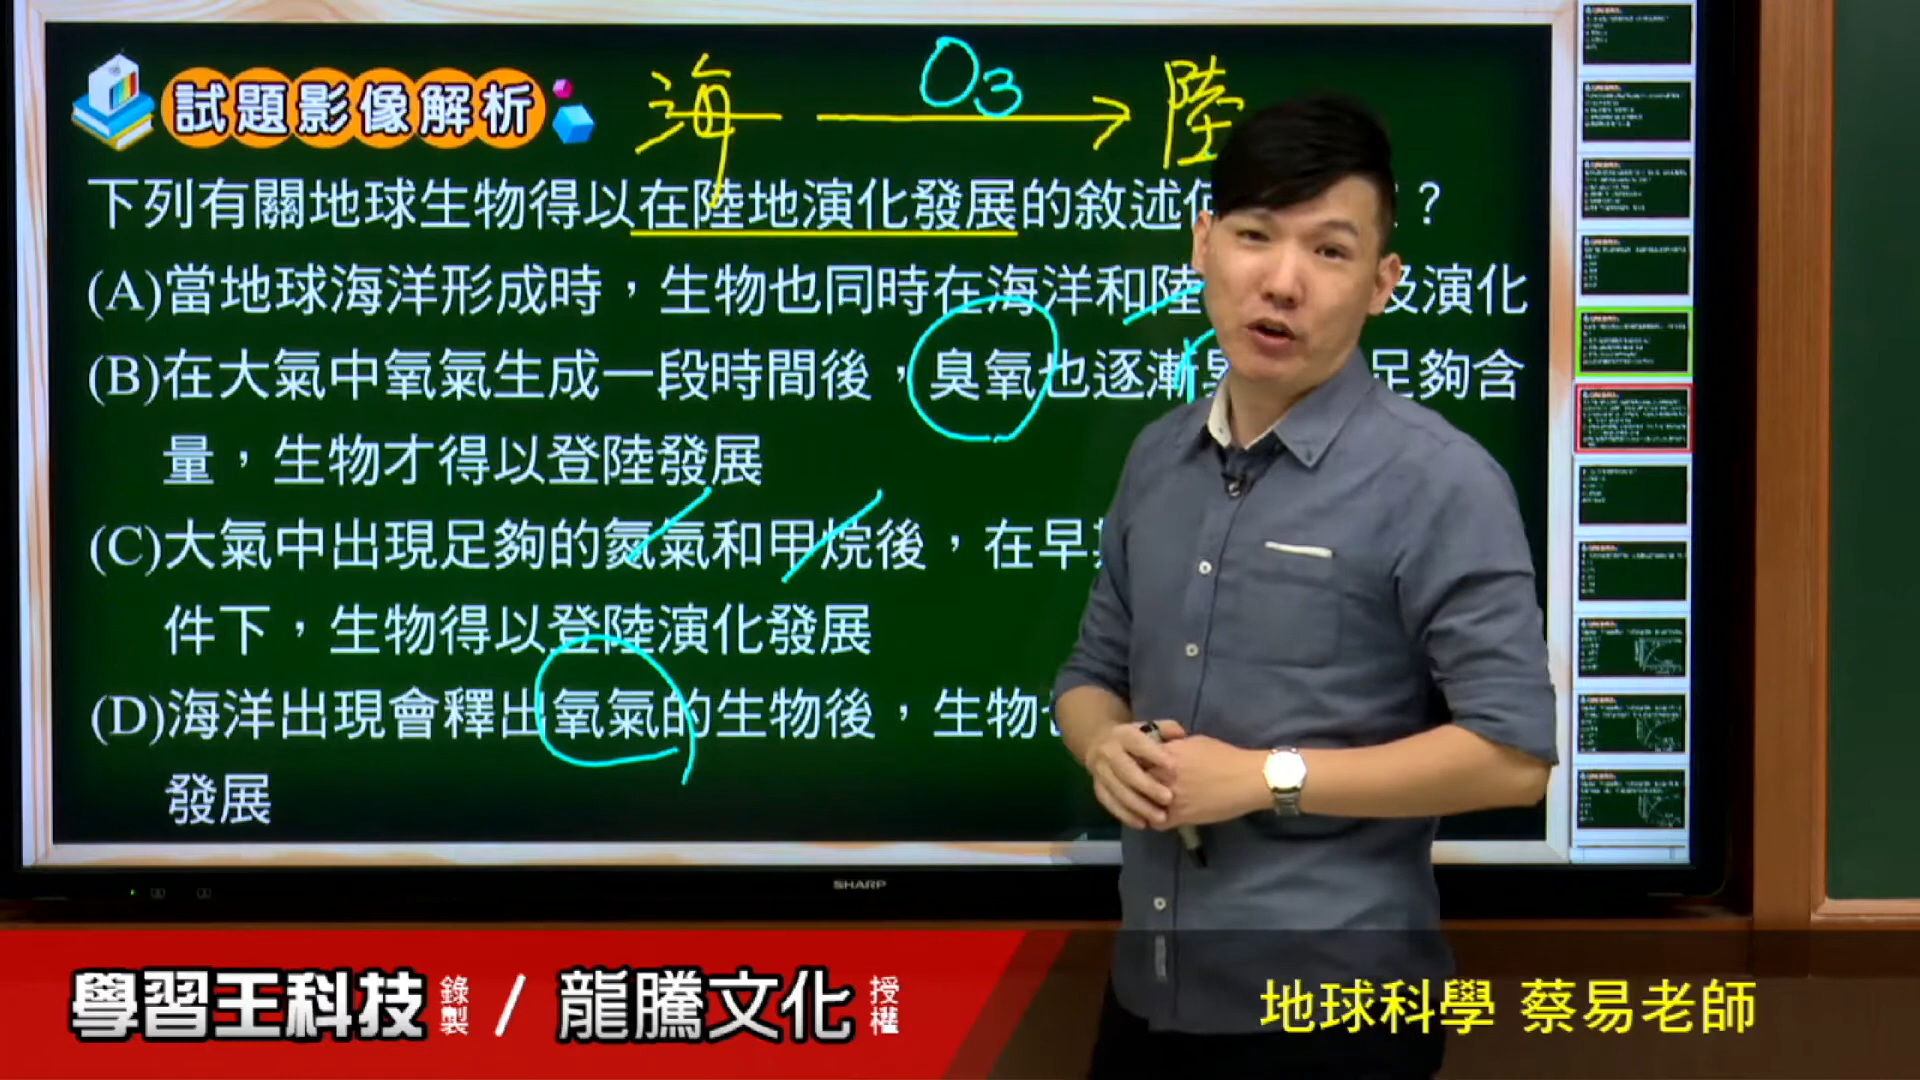 試題影像解析
海 O3 陸
下列有關地球生物得以在陸地演化發展的敘述 ？
(A)當地球海洋形成時，生物也同時在海洋和陸 及演化
(B)在大氣中氧氣生成一段時間後，臭氧也逐漸 足夠含
量，生物才得以登陸發展
(C)大氣中出現足夠的氮氣和甲烷後，在早
件下，生物得以登陸演化發展
(D)海洋出現會釋出氧氣的生物後，生物
發展
SHARP
學習王科技 錄製 / 龍騰文化 授權
地球科學 蔡易老師